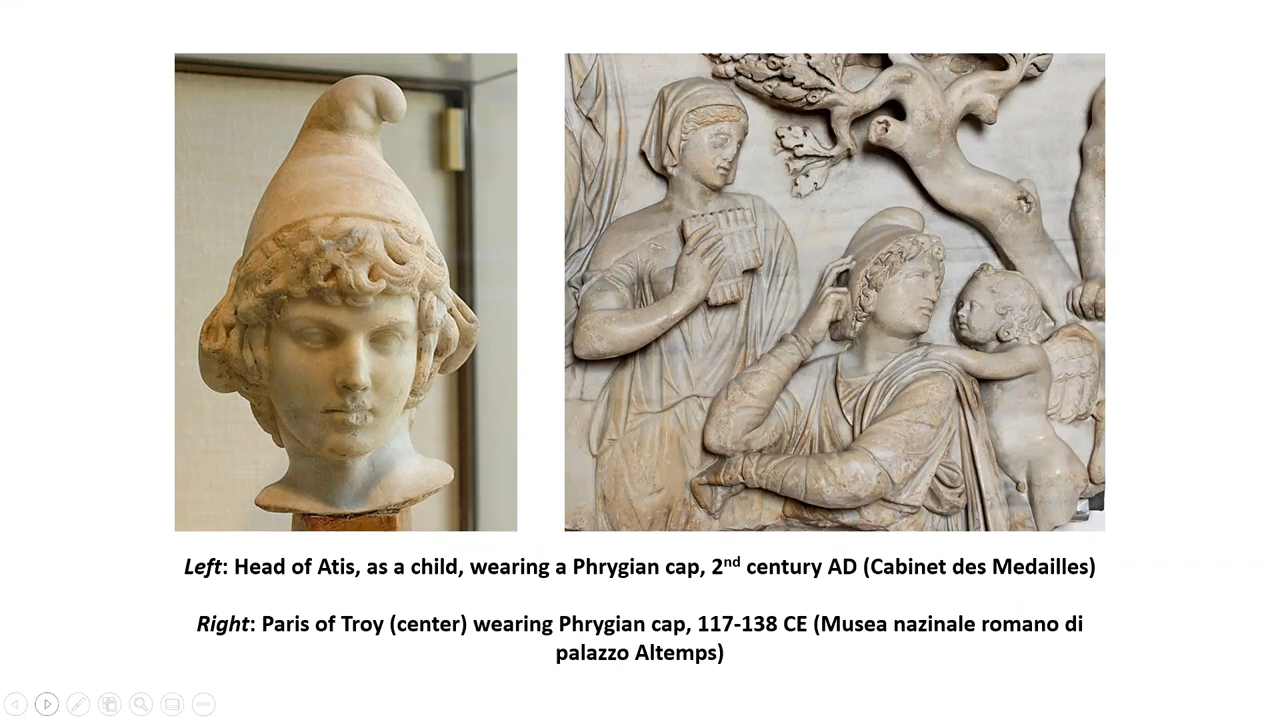 Left: Head of Atis, as a child, wearing a Phrygian cap, 2nd century AD (Cabinet des Medailles)
Right: Paris of Troy (center) wearing Phrygian cap, 117-138 CE (Musea nazinale romano di
palazzo Altemps)